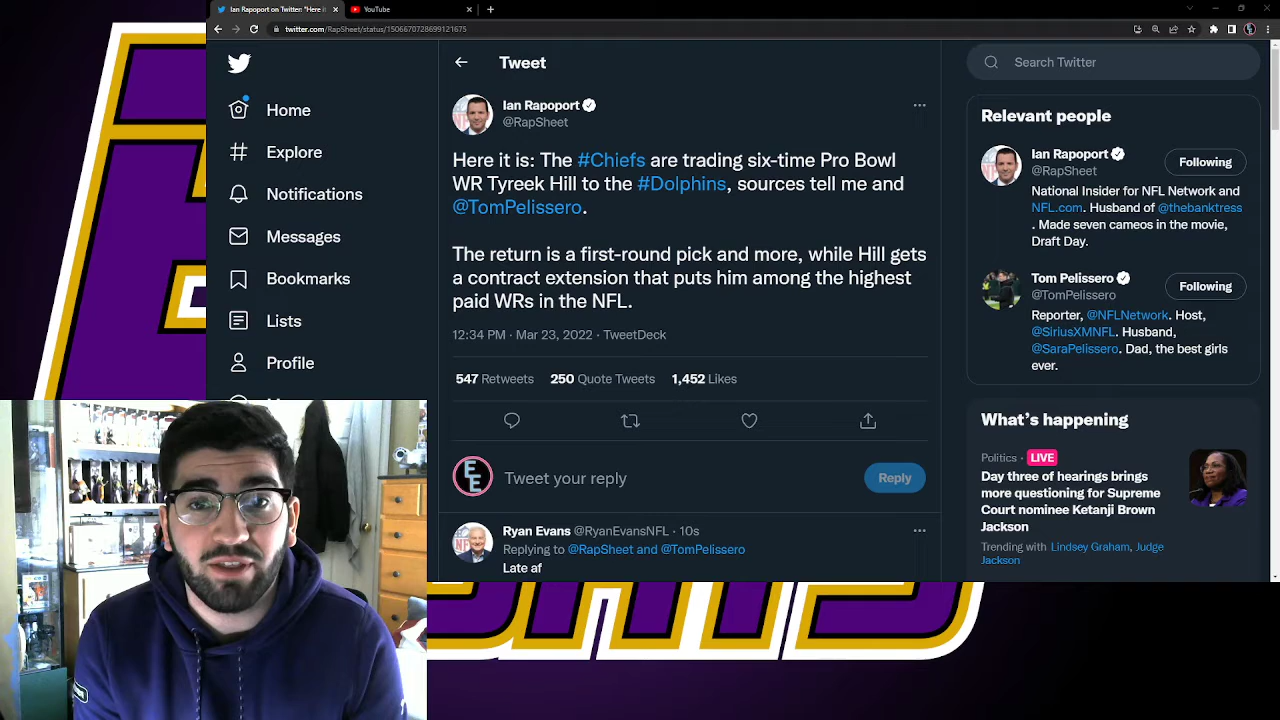 Ian Rapoport on Twitter: "Here i
YouTube
twitter.com/RapSheet/status/1506670728699121675
Home
Explore
Notifications
Messages
Bookmarks
Lists
Profile
Tweet
Ian Rapoport
@RapSheet
Here it is: The #Chiefs are trading six-time Pro Bowl
WR Tyreek Hill to the #Dolphins, sources tell me and
@TomPelissero.
The return is a first-round pick and more, while Hill gets
a contract extension that puts him among the highest
paid WRs in the NFL.
12:34 PM · Mar 23, 2022 · TweetDeck
547 Retweets 250 Quote Tweets 1,452 Likes
EE
Tweet your reply
Reply
Ryan Evans @RyanEvansNFL · 10s
Replying to @RapSheet and @TomPelissero
Late af
Search Twitter
Relevant people
Ian Rapoport
@RapSheet
Following
National Insider for NFL Network and
NFL.com. Husband of @thebanktress
. Made seven cameos in the movie,
Draft Day.
Tom Pelissero
@TomPelissero
Following
Reporter, @NFLNetwork. Host,
@SiriusXMNFL. Husband,
@SaraPelissero. Dad, the best girls
ever.
What's happening
Politics · LIVE
Day three of hearings brings
more questioning for Supreme
Court nominee Ketanji Brown
Jackson
Trending with Lindsey Graham, Judge
Jackson